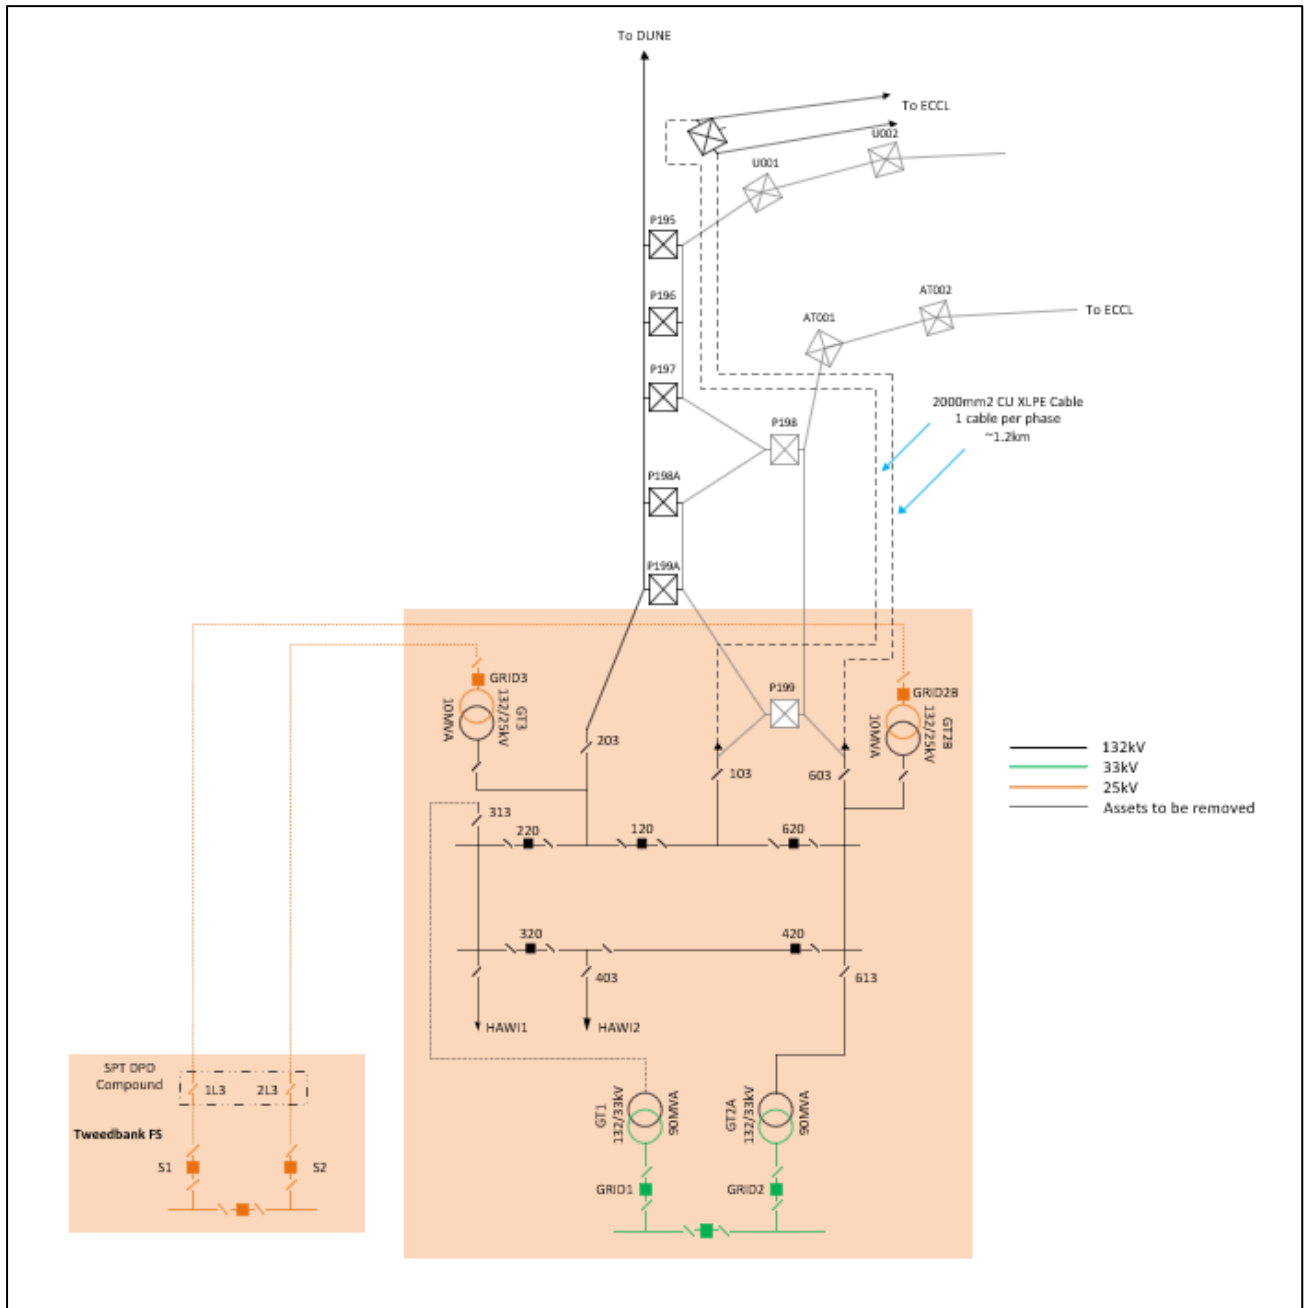 To DUNE
To ECCL
U002
U001
P195
P196
AT002
To ECCL
AT001
P197
2000mm2 CU XLPE Cable
1 cable per phase
~1.2km
P198
P198A
P199A
GRID3
GT3
132/25kV
10MVA
P199
GRID2B
GT2B
132/25kV
10MVA
203
103
603
132kV
33kV
25kV
Assets to be removed
313
220
120
620
320
420
403
613
HAWI1
HAWI2
SPT DPD
Compound
1L3
2L3
Tweedbank FS
S1
S2
GT1
132/33kV
90MVA
GT2A
132/33kV
90MVA
GRID1
GRID2